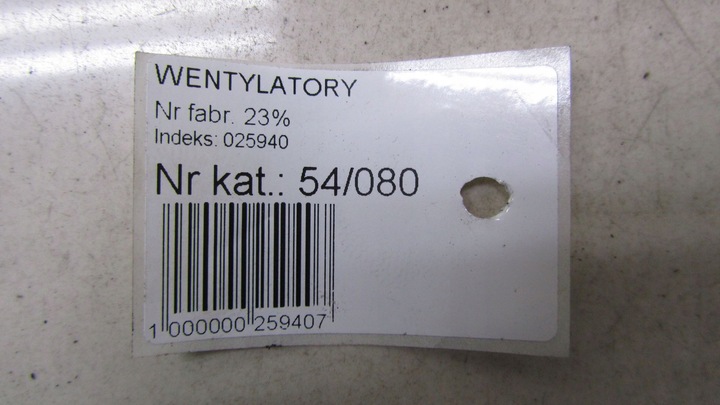 WENTYLATORY
Nr fabr. 23%
Indeks: 025940
Nr kat.: 54/080
1 000000 259407